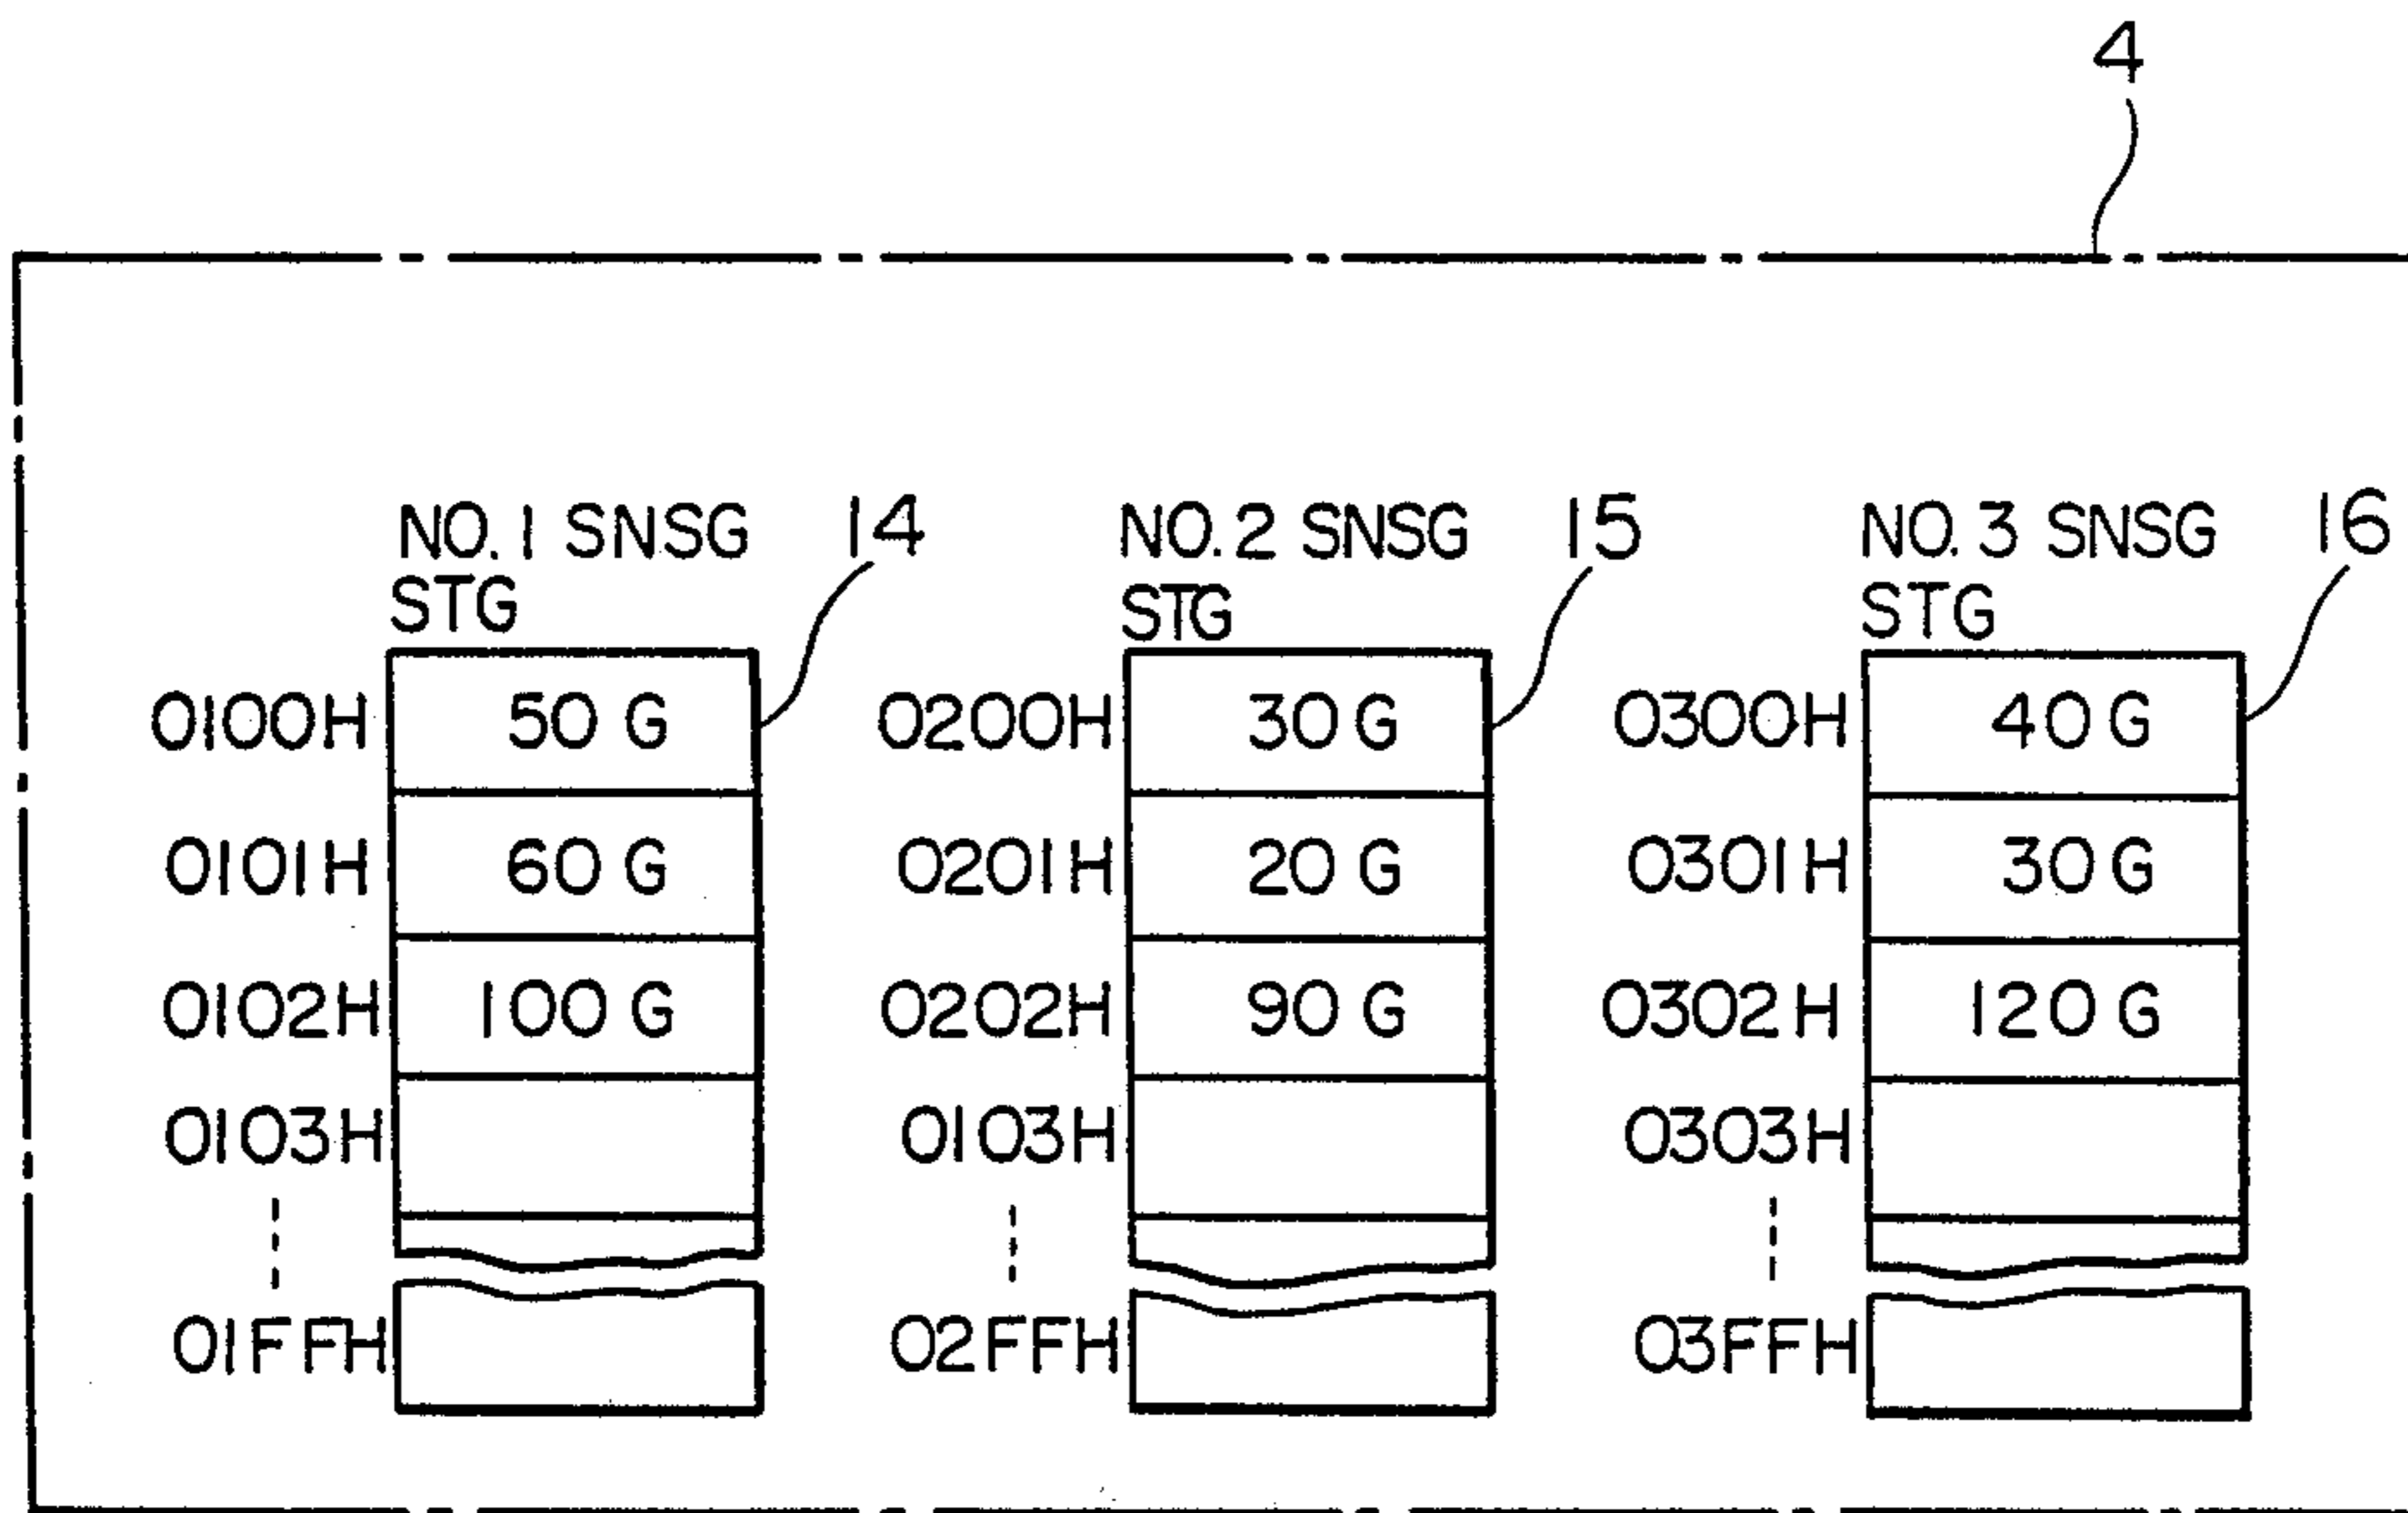 4
NO. 1 SNSG STG
14
0100H 50 G
0101H 60 G
0102H 100 G
0103H
01FFH
NO. 2 SNSG STG
15
0200H 30 G
0201H 20 G
0202H 90 G
0103H
02FFH
NO. 3 SNSG STG
16
0300H 40 G
0301H 30 G
0302H 120 G
0303H
03FFH